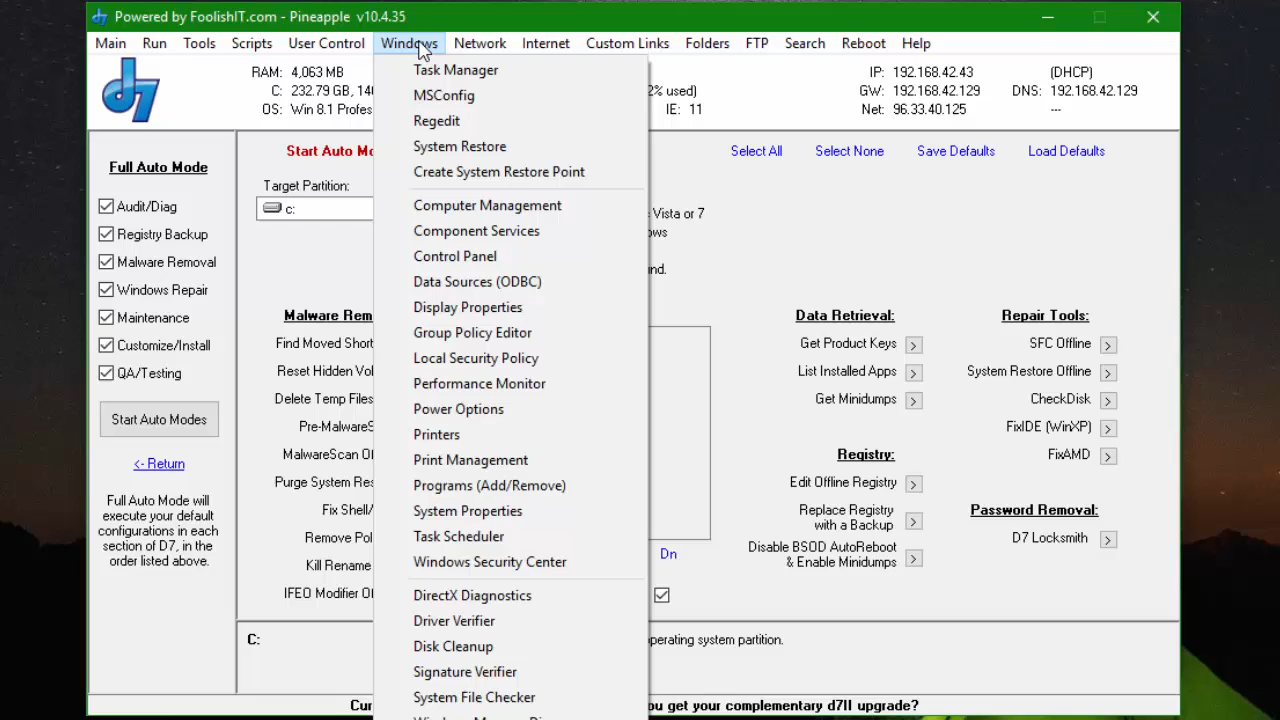 d7 Powered by FoolishIT.com - Pineapple v10.4.35
Main Run Tools Scripts User Control Windows Network Internet Custom Links Folders FTP Search Reboot Help
d7
RAM: 4,063 MB
C: 232.79 GB, 140
OS: Win 8.1 Profes
2% used)
IE: 11
IP: 192.168.42.43 (DHCP)
GW: 192.168.42.129 DNS: 192.168.42.129
Net: 96.33.40.125 ---
Full Auto Mode
Audit/Diag
Registry Backup
Malware Removal
Windows Repair
Maintenance
Customize/Install
QA/Testing
Start Auto Modes
<- Return
Full Auto Mode will
execute your default
configurations in each
section of D7, in the
order listed above.
Start Auto Mo
Target Partition:
c:
Select All Select None Save Defaults Load Defaults
Vista or 7
ows
nd.
Malware Rem
Find Moved Short
Reset Hidden Vol
Delete Temp Files
Pre-MalwareS
MalwareScan Of
Purge System Res
Fix Shell/
Remove Pol
Kill Rename
IFEO Modifier Of
Task Manager
MSConfig
Regedit
System Restore
Create System Restore Point
Computer Management
Component Services
Control Panel
Data Sources (ODBC)
Display Properties
Group Policy Editor
Local Security Policy
Performance Monitor
Power Options
Printers
Print Management
Programs (Add/Remove)
System Properties
Task Scheduler
Windows Security Center
DirectX Diagnostics
Driver Verifier
Disk Cleanup
Signature Verifier
System File Checker
Dn
Data Retrieval:
Get Product Keys >
List Installed Apps >
Get Minidumps >
Registry:
Edit Offline Registry >
Replace Registry
with a Backup >
Disable BSOD AutoReboot
& Enable Minidumps >
Repair Tools:
SFC Offline >
System Restore Offline >
CheckDisk >
FixIDE (WinXP) >
FixAMD >
Password Removal:
D7 Locksmith >
C:
perating system partition.
Cur
ou get your complementary d7II upgrade?